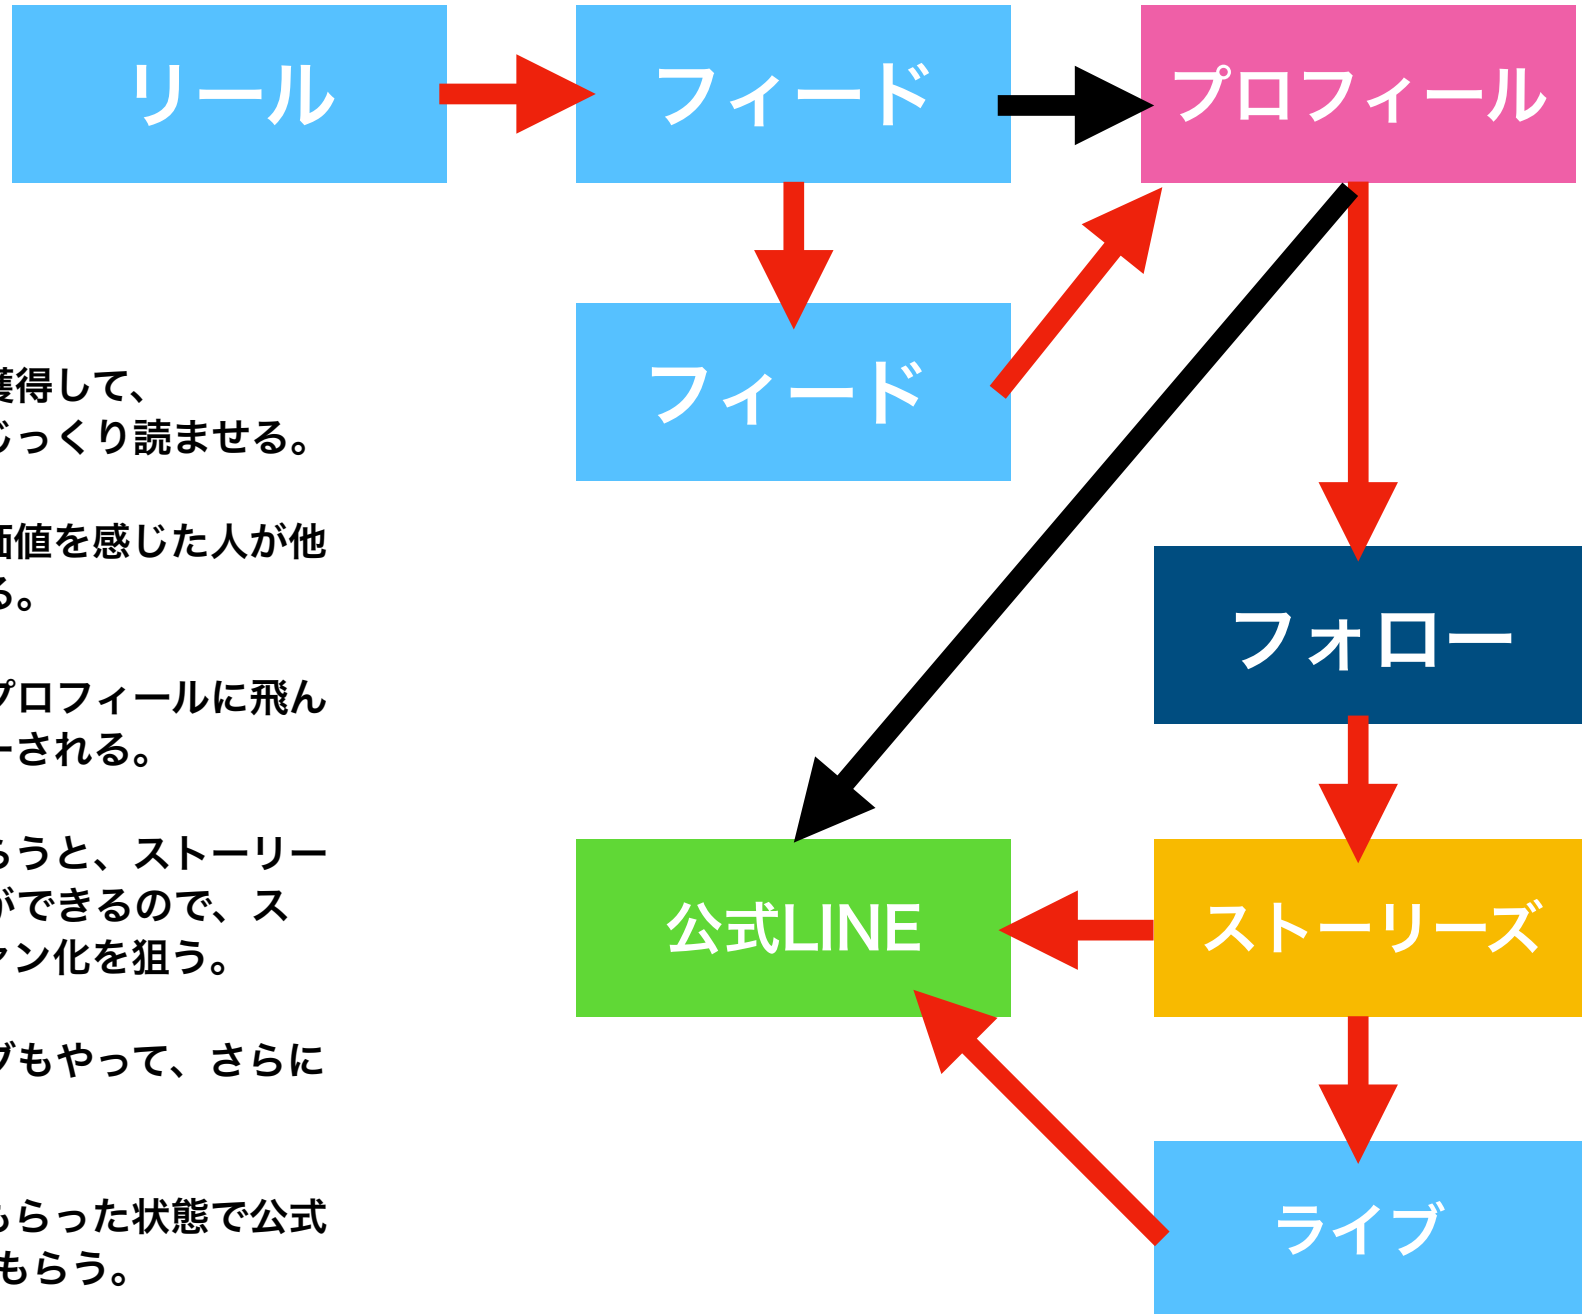 リール
フィード
プロフィール
フィード
獲得して、
じっくり読ませる。
価値を感じた人が他
る。
プロフィールに飛ん
ーされる。
フォロー
らうと、ストーリー
ができるので、ス
ァン化を狙う。
公式LINE
ストーリーズ
ブもやって、さらに
もらった状態で公式
もらう。
ライブ